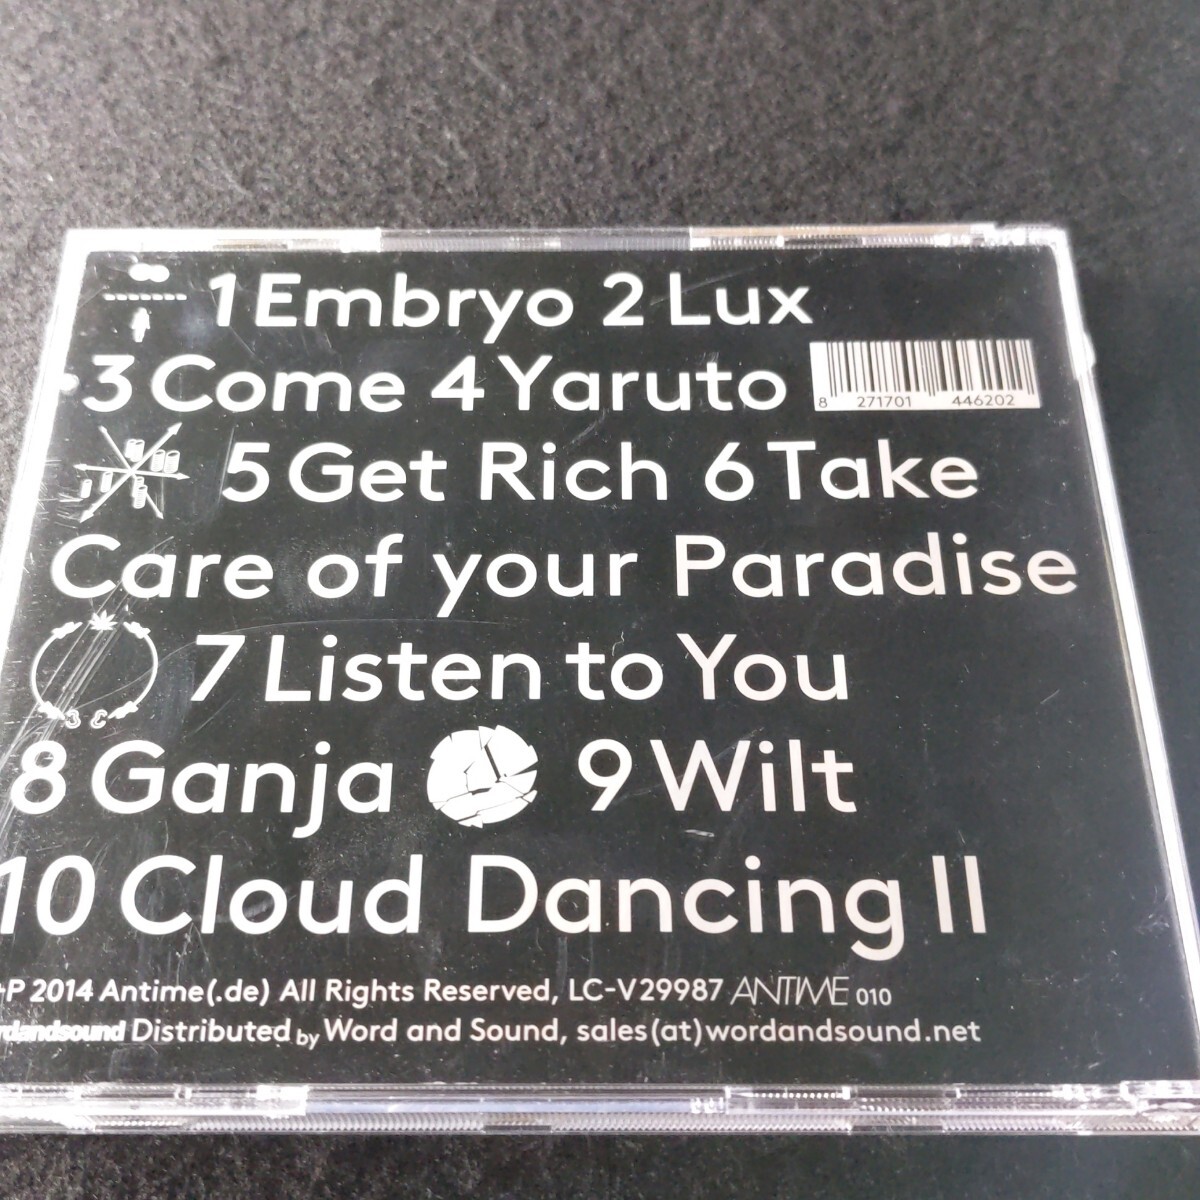 1 Embryo 2 Lux
3 Come 4 Yaruto
8 271701 446202
5 Get Rich 6 Take
Care of your Paradise
3 C
7 Listen to You
8 Ganja 9 Wilt
10 Cloud Dancing II
+P 2014 Antime(.de) All Rights Reserved, LC-V29987 ANTIME 010
wordandsound Distributed by Word and Sound, sales(at)wordandsound.net